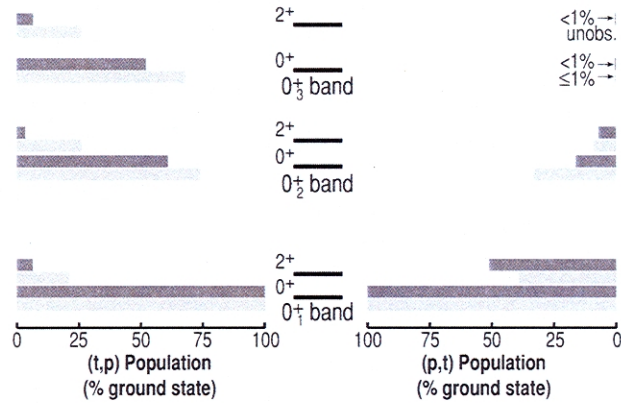 2+
<1%→
unobs.
0+
<1%→
≤1%→
0+3 band
2+
0+
0+2 band
2+
0+
0+1 band
0 25 50 75 100
100 75 50 25 0
(t,p) Population
(% ground state)
(p,t) Population
(% ground state)